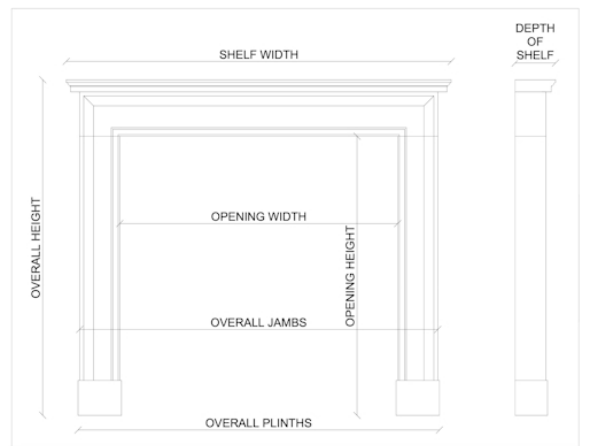 DEPTH
OF
SHELF
SHELF WIDTH
OVERALL HEIGHT
OPENING WIDTH
OPENING HEIGHT
OVERALL JAMBS
OVERALL PLINTHS